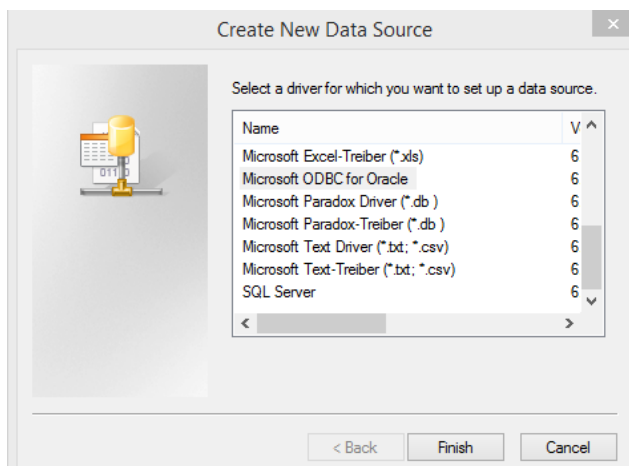 Create New Data Source
Select a driver for which you want to set up a data source.
Name V
Microsoft Excel-Treiber (*.xls) 6
Microsoft ODBC for Oracle 6
Microsoft Paradox Driver (*.db ) 6
Microsoft Paradox-Treiber (*.db ) 6
Microsoft Text Driver (*.txt; *.csv) 6
Microsoft Text-Treiber (*.txt; *.csv) 6
SQL Server 6
< Back Finish Cancel